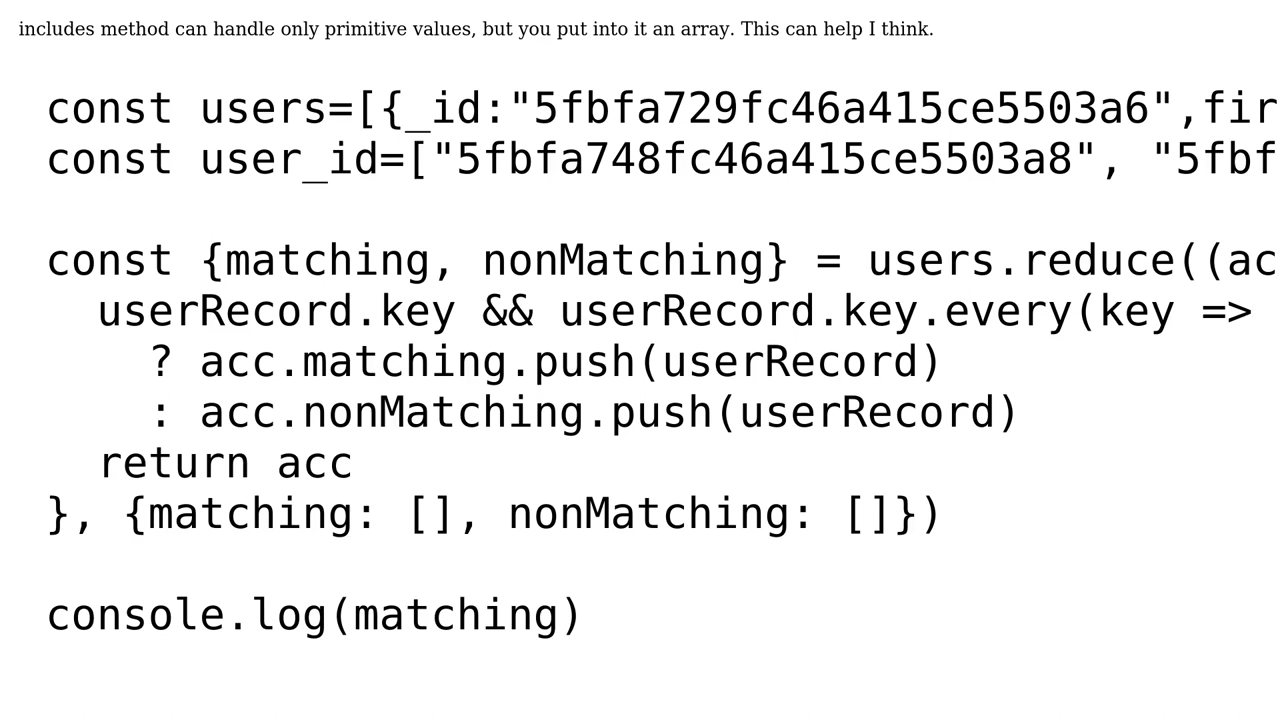 includes method can handle only primitive values, but you put into it an array. This can help I think.
const users=[{_id:"5fbfa729fc46a415ce5503a6",fir
const user_id=["5fbfa748fc46a415ce5503a8", "5fbf
const {matching, nonMatching} = users.reduce((ac
  userRecord.key && userRecord.key.every(key =>
    ? acc.matching.push(userRecord)
    : acc.nonMatching.push(userRecord)
  return acc
}, {matching: [], nonMatching: []})
console.log(matching)